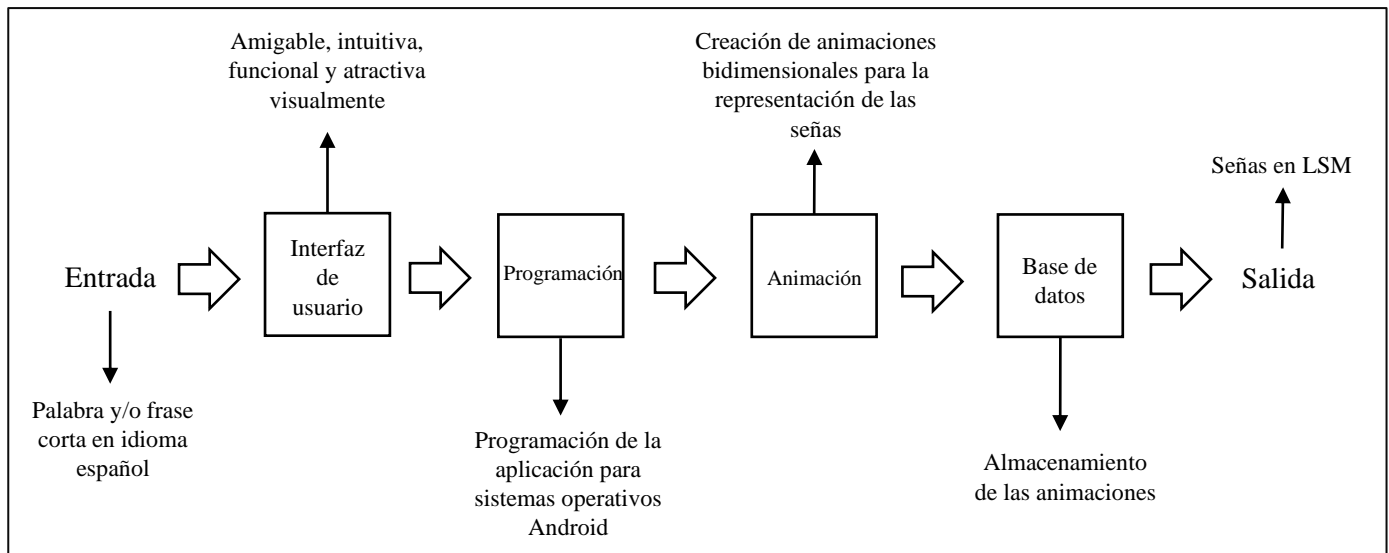 Amigable, intuitiva,
funcional y atractiva
visualmente
Creación de animaciones
bidimensionales para la
representación de las
señas
Señas en LSM
Entrada
Interfaz
de
usuario
Programación
Animación
Base de
datos
Salida
Palabra y/o frase
corta en idioma
español
Programación de la
aplicación para
sistemas operativos
Android
Almacenamiento
de las animaciones